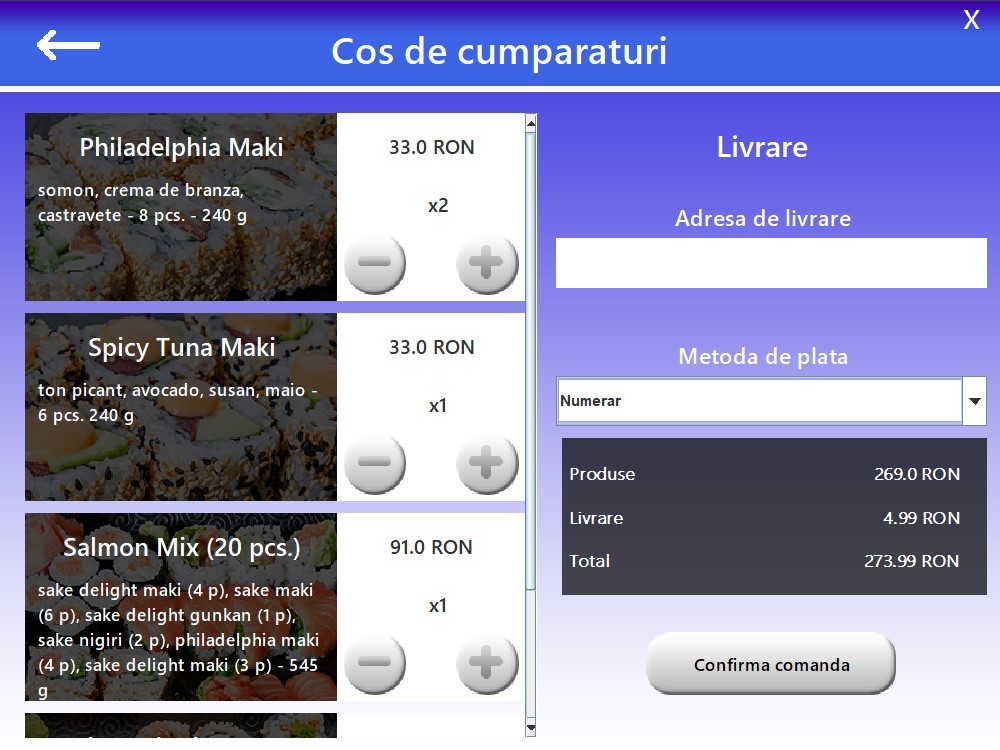 X
Cos de cumparaturi
Philadelphia Maki
somon, crema de branza,
castravete - 8 pcs. - 240 g
33.0 RON
x2
Spicy Tuna Maki
ton picant, avocado, susan, maio -
6 pcs. 240 g
33.0 RON
x1
Salmon Mix (20 pcs.)
sake delight maki (4 p), sake maki
(6 p), sake delight gunkan (1 p),
sake nigiri (2 p), philadelphia maki
(4 p), sake delight maki (3 p) - 545
g
91.0 RON
x1
Livrare
Adresa de livrare
Metoda de plata
Numerar
Produse 269.0 RON
Livrare 4.99 RON
Total 273.99 RON
Confirma comanda